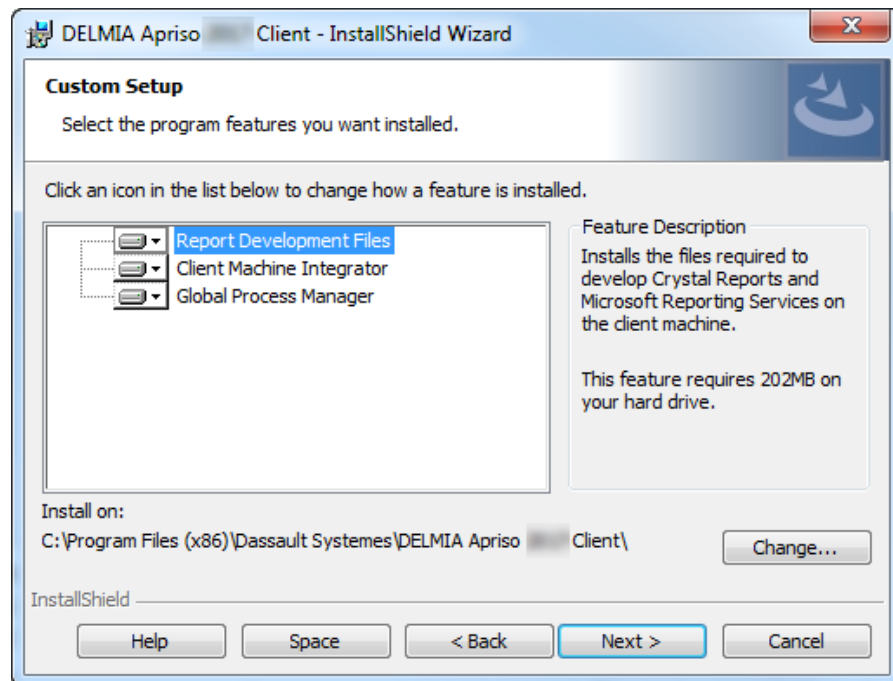 DELMIA Apriso Client - InstallShield Wizard
Custom Setup
Select the program features you want installed.
Click an icon in the list below to change how a feature is installed.
Report Development Files
Client Machine Integrator
Global Process Manager
Feature Description
Installs the files required to
develop Crystal Reports and
Microsoft Reporting Services on
the client machine.
This feature requires 202MB on
your hard drive.
Install on:
C:\Program Files (x86)\Dassault Systemes\DELMIA Apriso Client\
Change...
InstallShield
Help
Space
< Back
Next >
Cancel